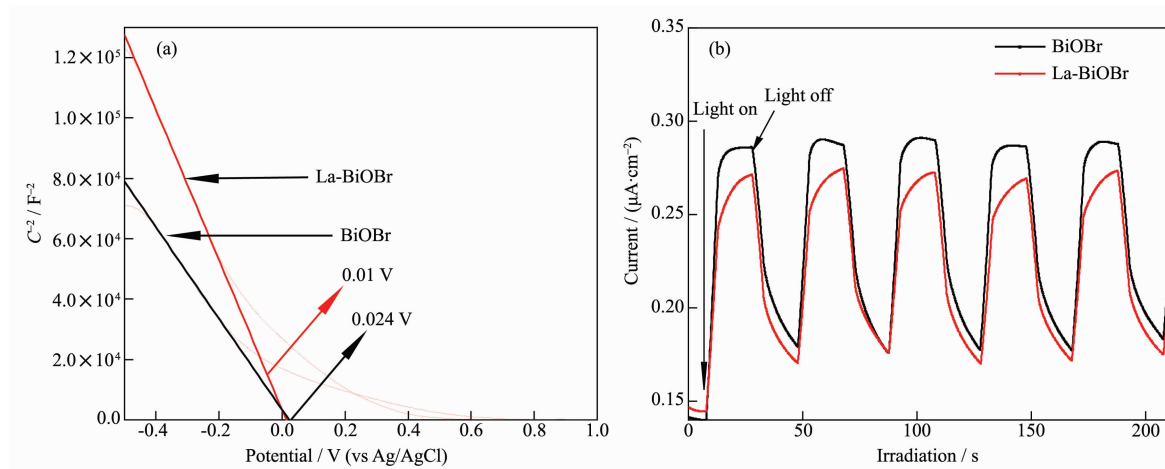 (a)
1.2×10⁵
1.0×10⁵
8.0×10⁴
6.0×10⁴
4.0×10⁴
2.0×10⁴
0.0
C⁻² / F⁻²
La-BiOBr
BiOBr
0.01 V
0.024 V
-0.4 -0.2 0.0 0.2 0.4 0.6 0.8 1.0
Potential / V (vs Ag/AgCl)
(b)
BiOBr
La-BiOBr
Light on
Light off
0.35
0.30
0.25
0.20
0.15
Current / (μA·cm⁻²)
0 50 100 150 200
Irradiation / s